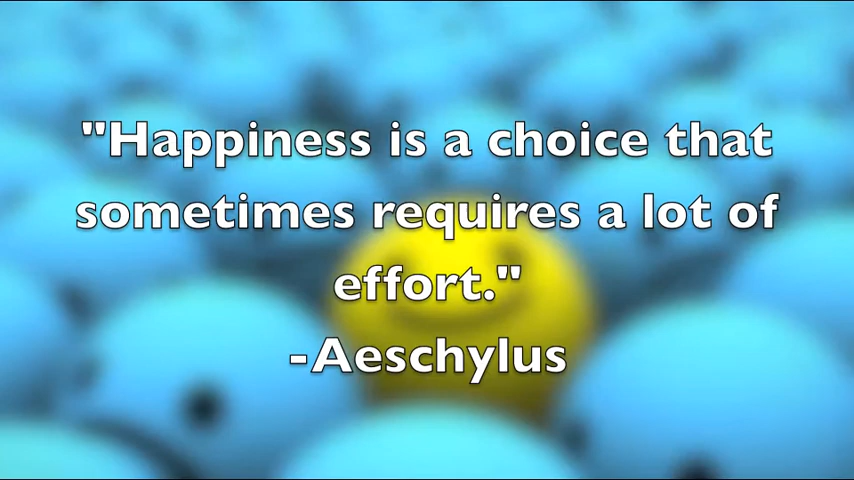 "Happiness is a choice that
sometimes requires a lot of
effort."
-Aeschylus